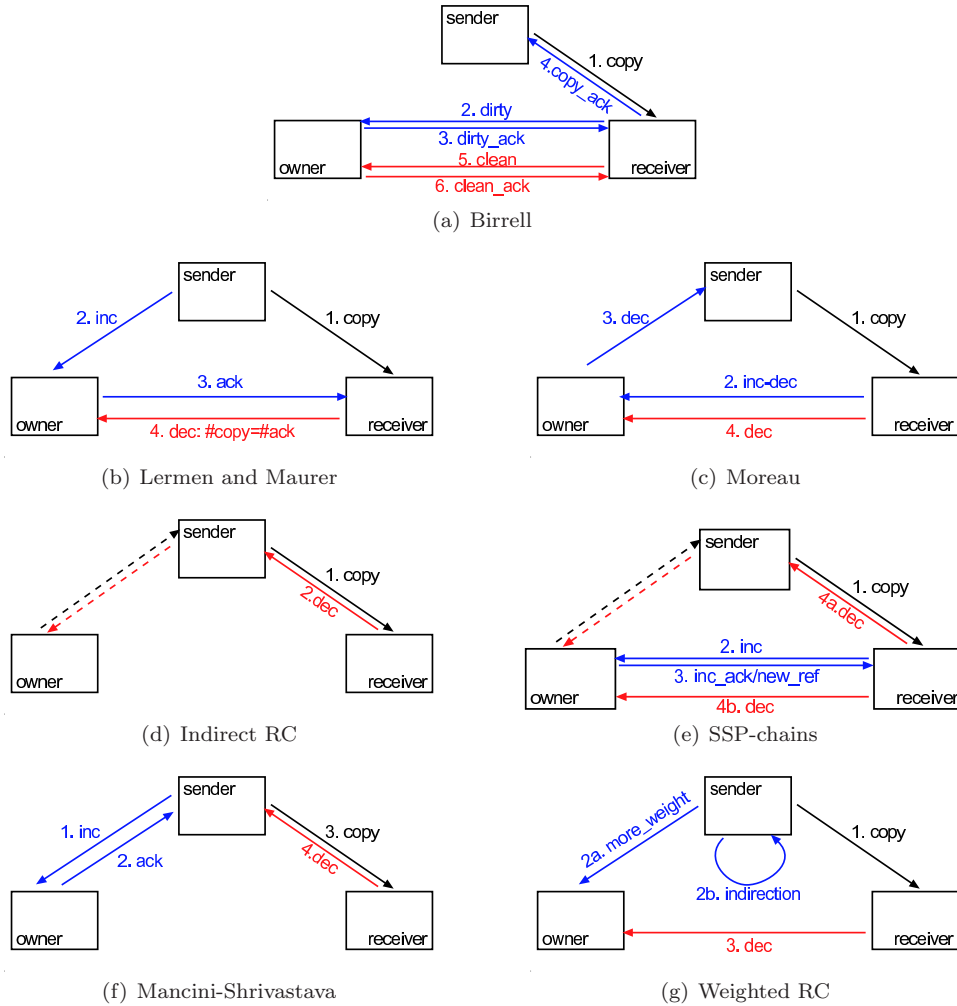 sender
1. copy
4.copy_ack
2. dirty
3. dirty_ack
5. clean
owner
receiver
6. clean_ack
(a) Birrell
sender
2. inc
1. copy
3. ack
owner
4. dec: #copy=#ack
receiver
(b) Lermen and Maurer
sender
3. dec
1. copy
2. inc-dec
owner
4. dec
receiver
(c) Moreau
sender
1. copy
2.dec
owner
receiver
(d) Indirect RC
sender
1. copy
4a.dec
2. inc
3. inc_ack/new_ref
owner
4b. dec
receiver
(e) SSP-chains
sender
1. inc
2. ack
3. copy
4.dec
owner
receiver
(f) Mancini-Shrivastava
sender
2a. more_weight
1. copy
2b. indirection
owner
3. dec
receiver
(g) Weighted RC